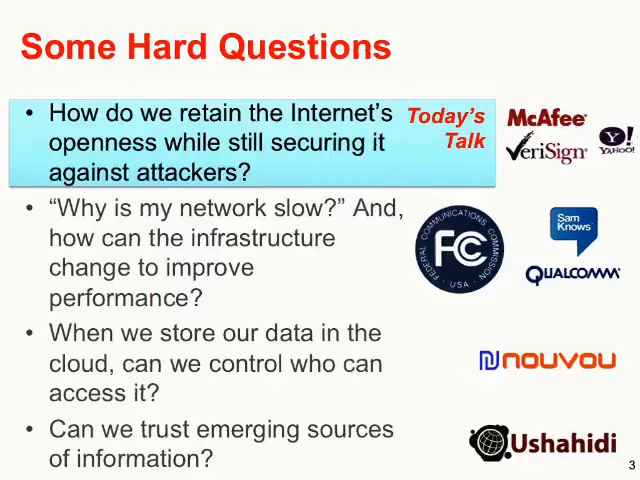 Some Hard Questions
• How do we retain the Internet's
openness while still securing it
against attackers?
Today's
Talk
McAfee®
VeriSign®
Y!
YAHOO!
• “Why is my network slow?” And,
how can the infrastructure
change to improve
performance?
FEDERAL COMMUNICATIONS COMMISSION
FC
• USA •
Sam
Knows™
QUALCOMM®
• When we store our data in the
cloud, can we control who can
access it?
nouvou
• Can we trust emerging sources
of information?
Ushahidi
3